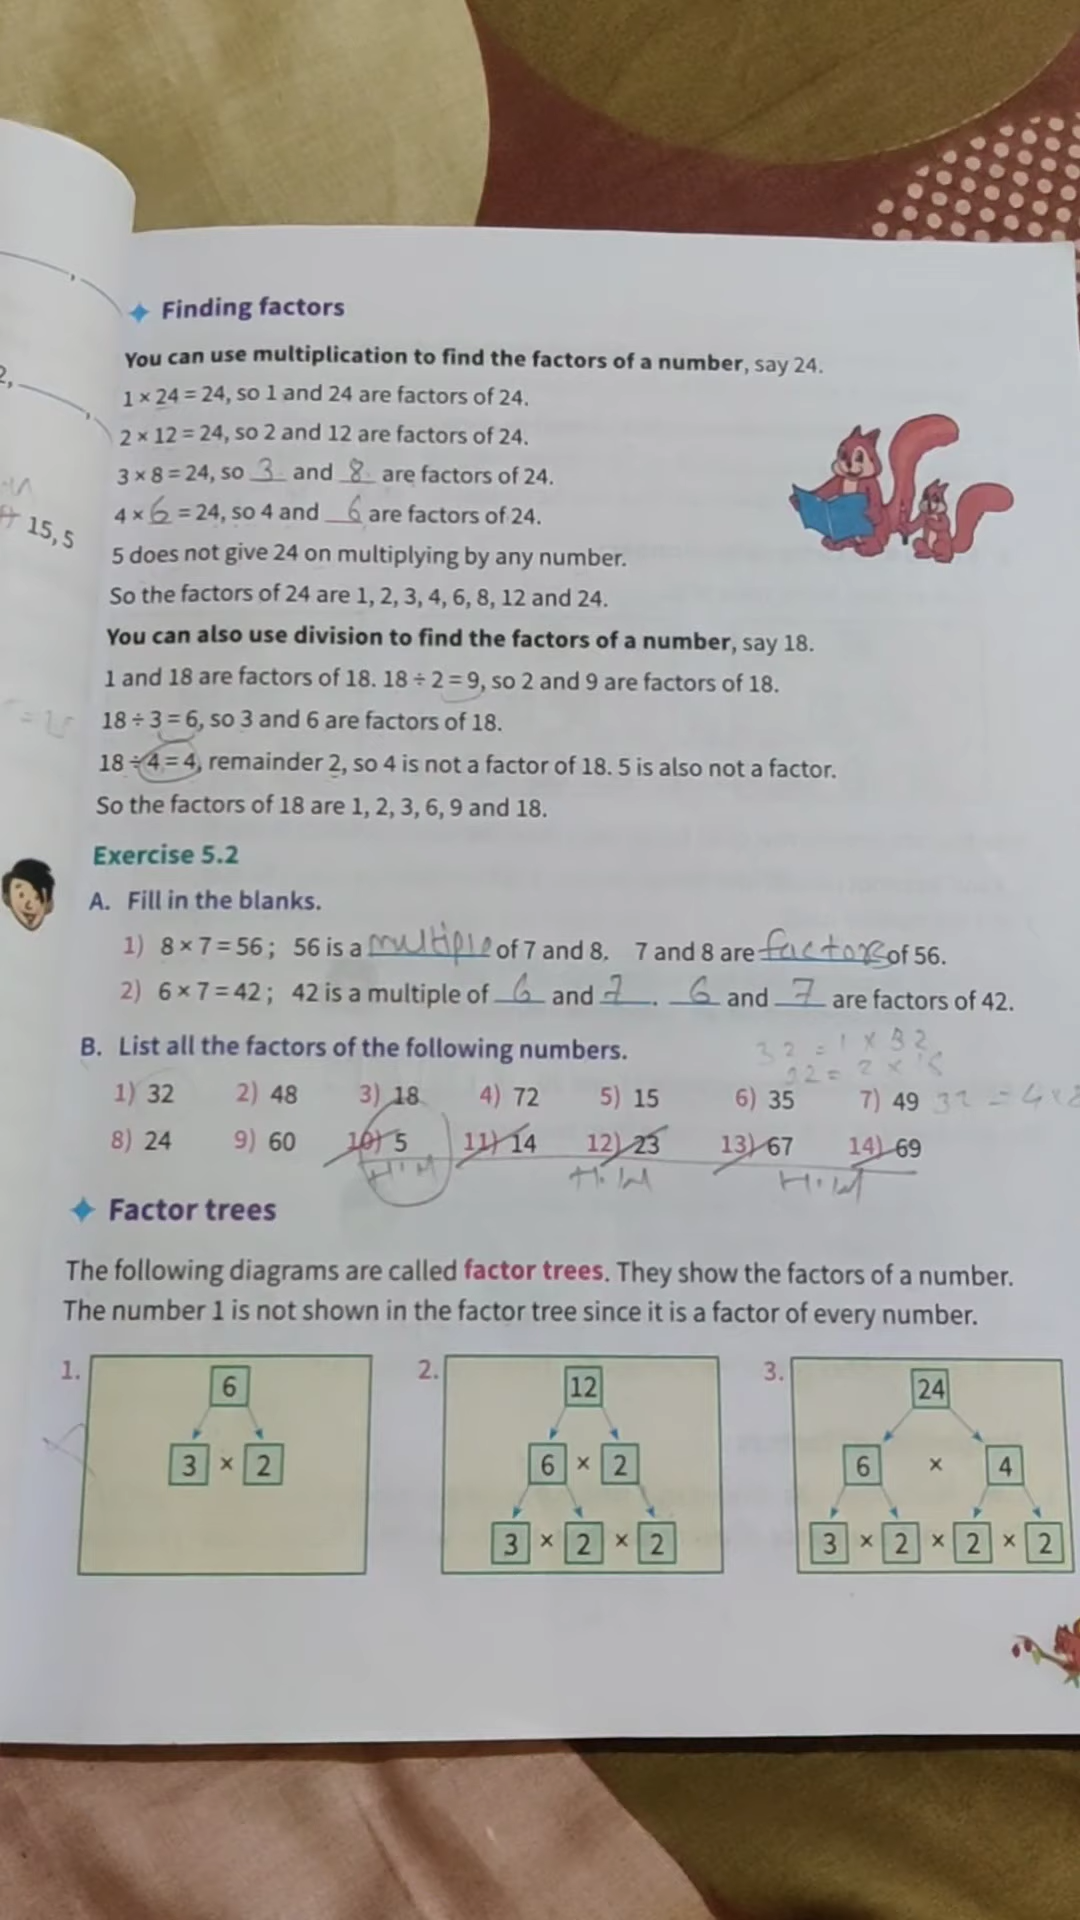 Finding factors
You can use multiplication to find the factors of a number, say 24.
1 × 24 = 24, so 1 and 24 are factors of 24.
2 × 12 = 24, so 2 and 12 are factors of 24.
3 × 8 = 24, so 3 and 8 are factors of 24.
4 × 6 = 24, so 4 and 6 are factors of 24.
15, 5
5 does not give 24 on multiplying by any number.
So the factors of 24 are 1, 2, 3, 4, 6, 8, 12 and 24.
You can also use division to find the factors of a number, say 18.
1 and 18 are factors of 18. 18 ÷ 2 = 9, so 2 and 9 are factors of 18.
18 ÷ 3 = 6, so 3 and 6 are factors of 18.
18 ÷ 4 = 4, remainder 2, so 4 is not a factor of 18. 5 is also not a factor.
So the factors of 18 are 1, 2, 3, 6, 9 and 18.
Exercise 5.2
A. Fill in the blanks.
1) 8 × 7 = 56; 56 is a multiple of 7 and 8. 7 and 8 are factors of 56.
2) 6 × 7 = 42; 42 is a multiple of 6 and 7. 6 and 7 are factors of 42.
B. List all the factors of the following numbers.
32 = 1 × 32
1) 32 2) 48 3) 18 4) 72 5) 15 6) 35 7) 49 32 = 4 × 8
8) 24 9) 60 10) 5 11) 14 12) 23 13) 67 14) 69
H.W H.W H.W
Factor trees
The following diagrams are called factor trees. They show the factors of a number.
The number 1 is not shown in the factor tree since it is a factor of every number.
1. 6
3 × 2
2. 12
6 × 2
3 × 2 × 2
3. 24
6 × 4
3 × 2 × 2 × 2